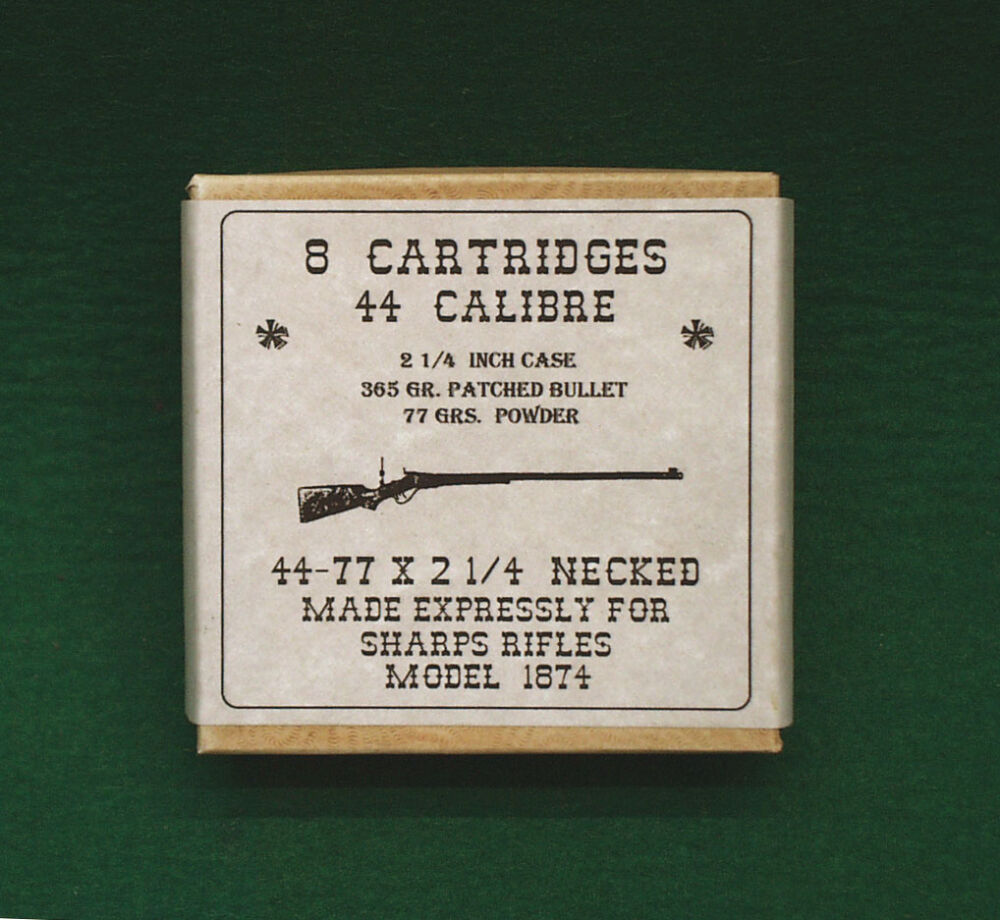 8 CARTRIDGES
44 CALIBRE
2 1/4 INCH CASE
365 GR. PATCHED BULLET
77 GRS. POWDER
44-77 X 2 1/4 NECKED
MADE EXPRESSLY FOR
SHARPS RIFLES
MODEL 1874